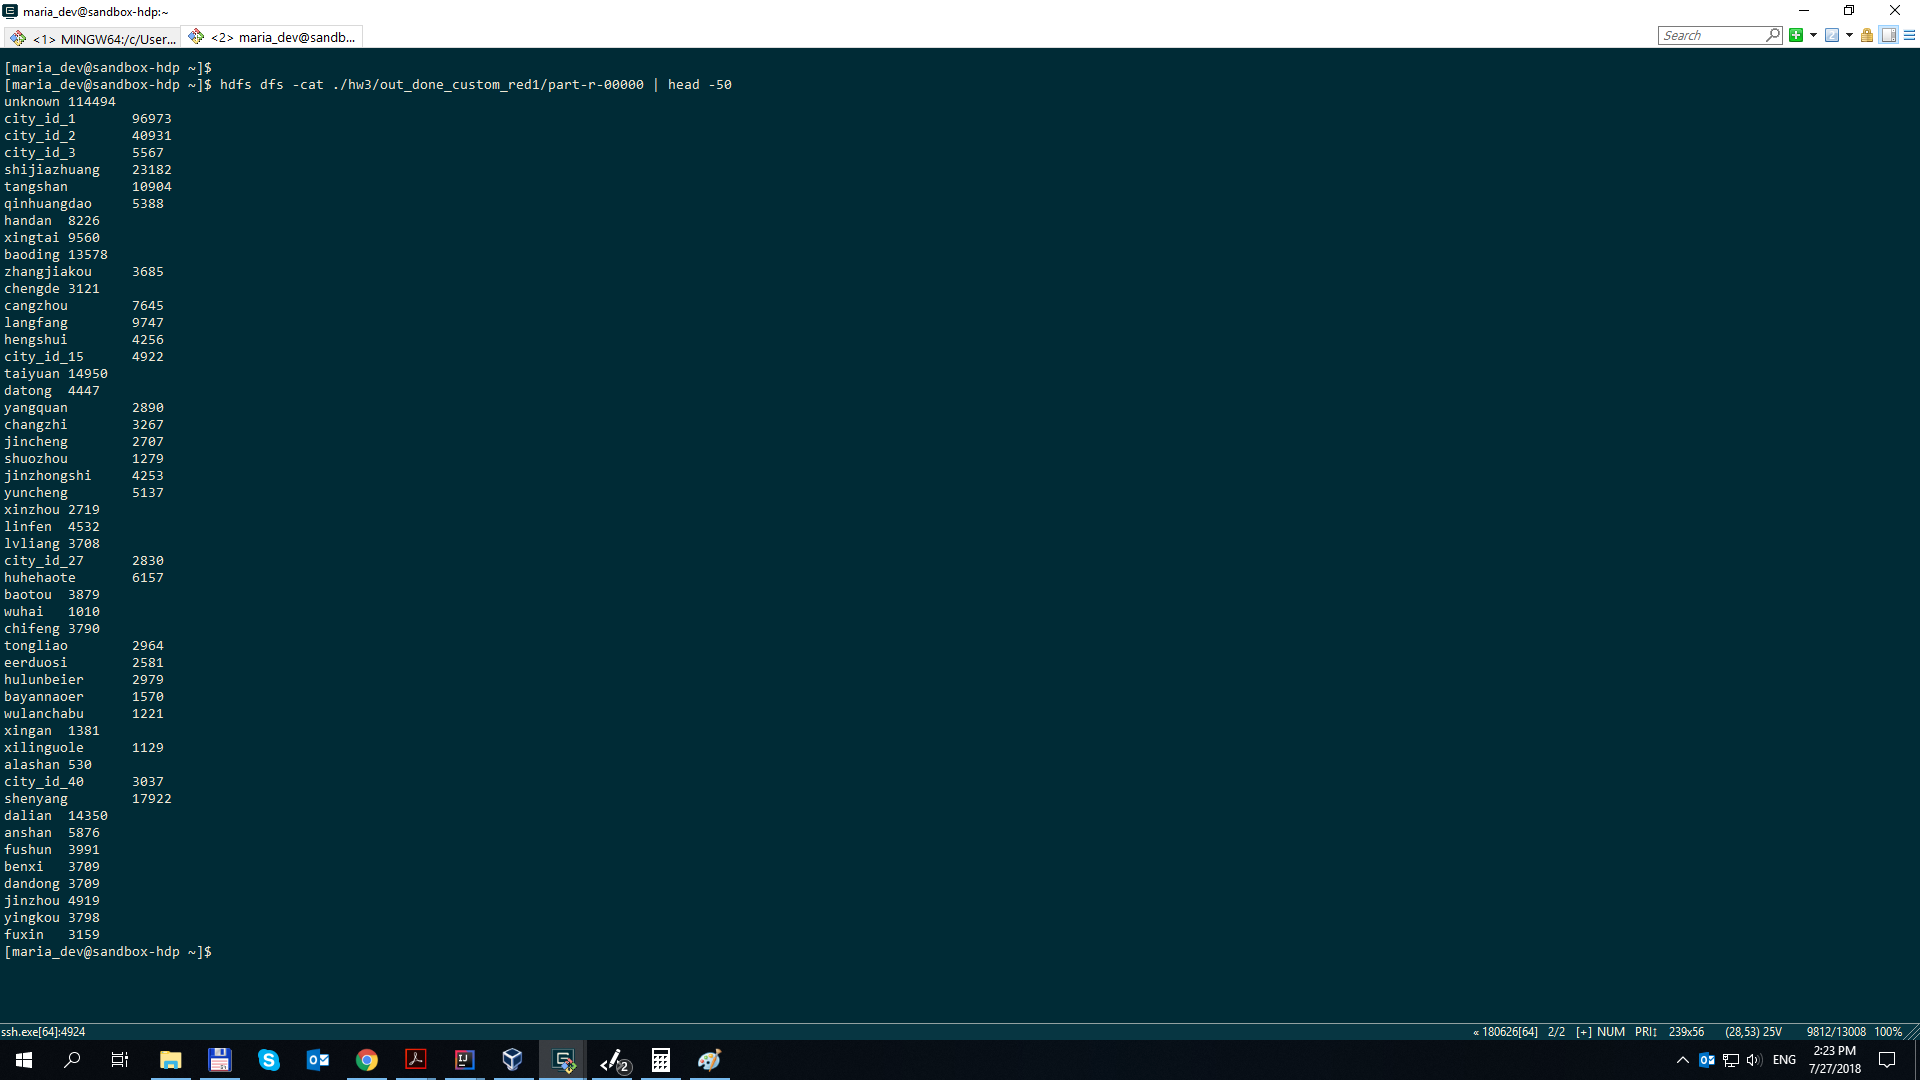 maria_dev@sandbox-hdp:~
<1> MINGW64:/c/User...
<2> maria_dev@sandb...
Search
[maria_dev@sandbox-hdp ~]$
[maria_dev@sandbox-hdp ~]$ hdfs dfs -cat ./hw3/out_done_custom_red1/part-r-00000 | head -50
unknown 114494
city_id_1 96973
city_id_2 40931
city_id_3 5567
shijiazhuang 23182
tangshan 10904
qinhuangdao 5388
handan 8226
xingtai 9560
baoding 13578
zhangjiakou 3685
chengde 3121
cangzhou 7645
langfang 9747
hengshui 4256
city_id_15 4922
taiyuan 14950
datong 4447
yangquan 2890
changzhi 3267
jincheng 2707
shuozhou 1279
jinzhongshi 4253
yuncheng 5137
xinzhou 2719
linfen 4532
lvliang 3708
city_id_27 2830
huhehaote 6157
baotou 3879
wuhai 1010
chifeng 3790
tongliao 2964
eerduosi 2581
hulunbeier 2979
bayannaoer 1570
wulanchabu 1221
xingan 1381
xilinguole 1129
alashan 530
city_id_40 3037
shenyang 17922
dalian 14350
anshan 5876
fushun 3991
benxi 3709
dandong 3709
jinzhou 4919
yingkou 3798
fuxin 3159
[maria_dev@sandbox-hdp ~]$
ssh.exe[64]:4924
« 180626[64] 2/2 [+] NUM PRI↕ 239x56 (28,53) 25V 9812/13008 100%
2
ENG
2:23 PM
7/27/2018